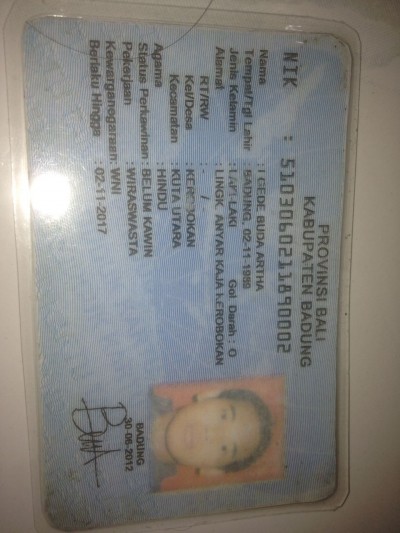 PROVINSI BALI
KABUPATEN BADUNG
NIK : 5103060211890002
Nama : I GEDE BUDA ARTHA
Tempat/Tgl Lahir : BADUNG, 02-11-1989
Jenis Kelamin : LAKI-LAKI Gol. Darah : O
Alamat : LINGK. ANYAR KAJA KEROBOKAN
RT/RW : - / -
Kel/Desa : KEROBOKAN
Kecamatan : KUTA UTARA
Agama : HINDU
Status Perkawinan : BELUM KAWIN
Pekerjaan : WIRASWASTA
Kewarganegaraan: WNI
Berlaku Hingga : 02-11-2017
BADUNG
30-06-2012